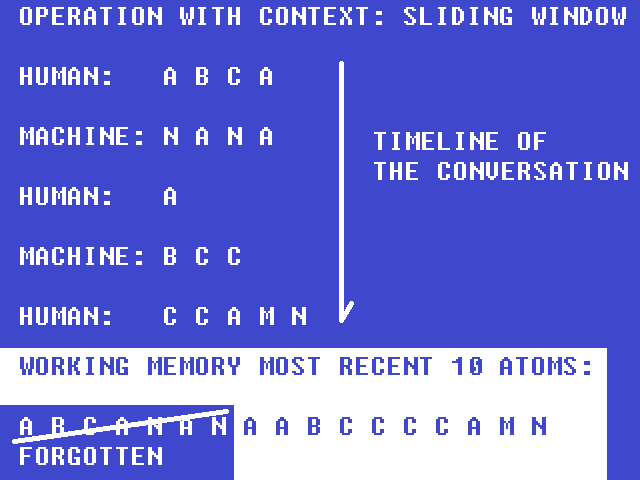 OPERATION WITH CONTEXT: SLIDING WINDOW
HUMAN: A B C A
MACHINE: N A N A
TIMELINE OF
THE CONVERSATION
HUMAN: A
MACHINE: B C C
HUMAN: C C A M N
WORKING MEMORY MOST RECENT 10 ATOMS:
A B C A N A N A A B C C C C A M N
FORGOTTEN